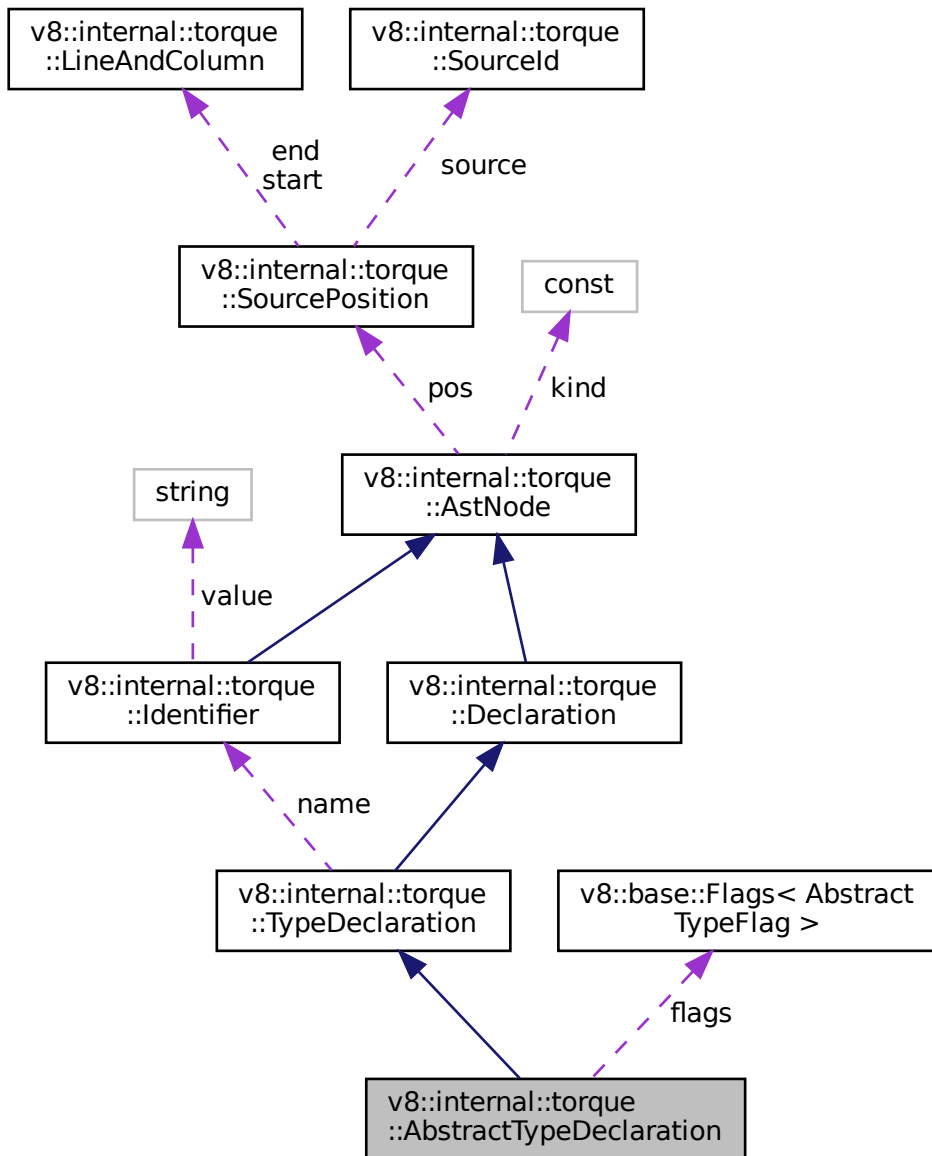 v8::internal::torque
::LineAndColumn
v8::internal::torque
::SourceId
end
start
source
v8::internal::torque
::SourcePosition
const
pos
kind
v8::internal::torque
::AstNode
string
value
v8::internal::torque
::Identifier
v8::internal::torque
::Declaration
name
v8::internal::torque
::TypeDeclaration
v8::base::Flags< Abstract
TypeFlag >
flags
v8::internal::torque
::AbstractTypeDeclaration